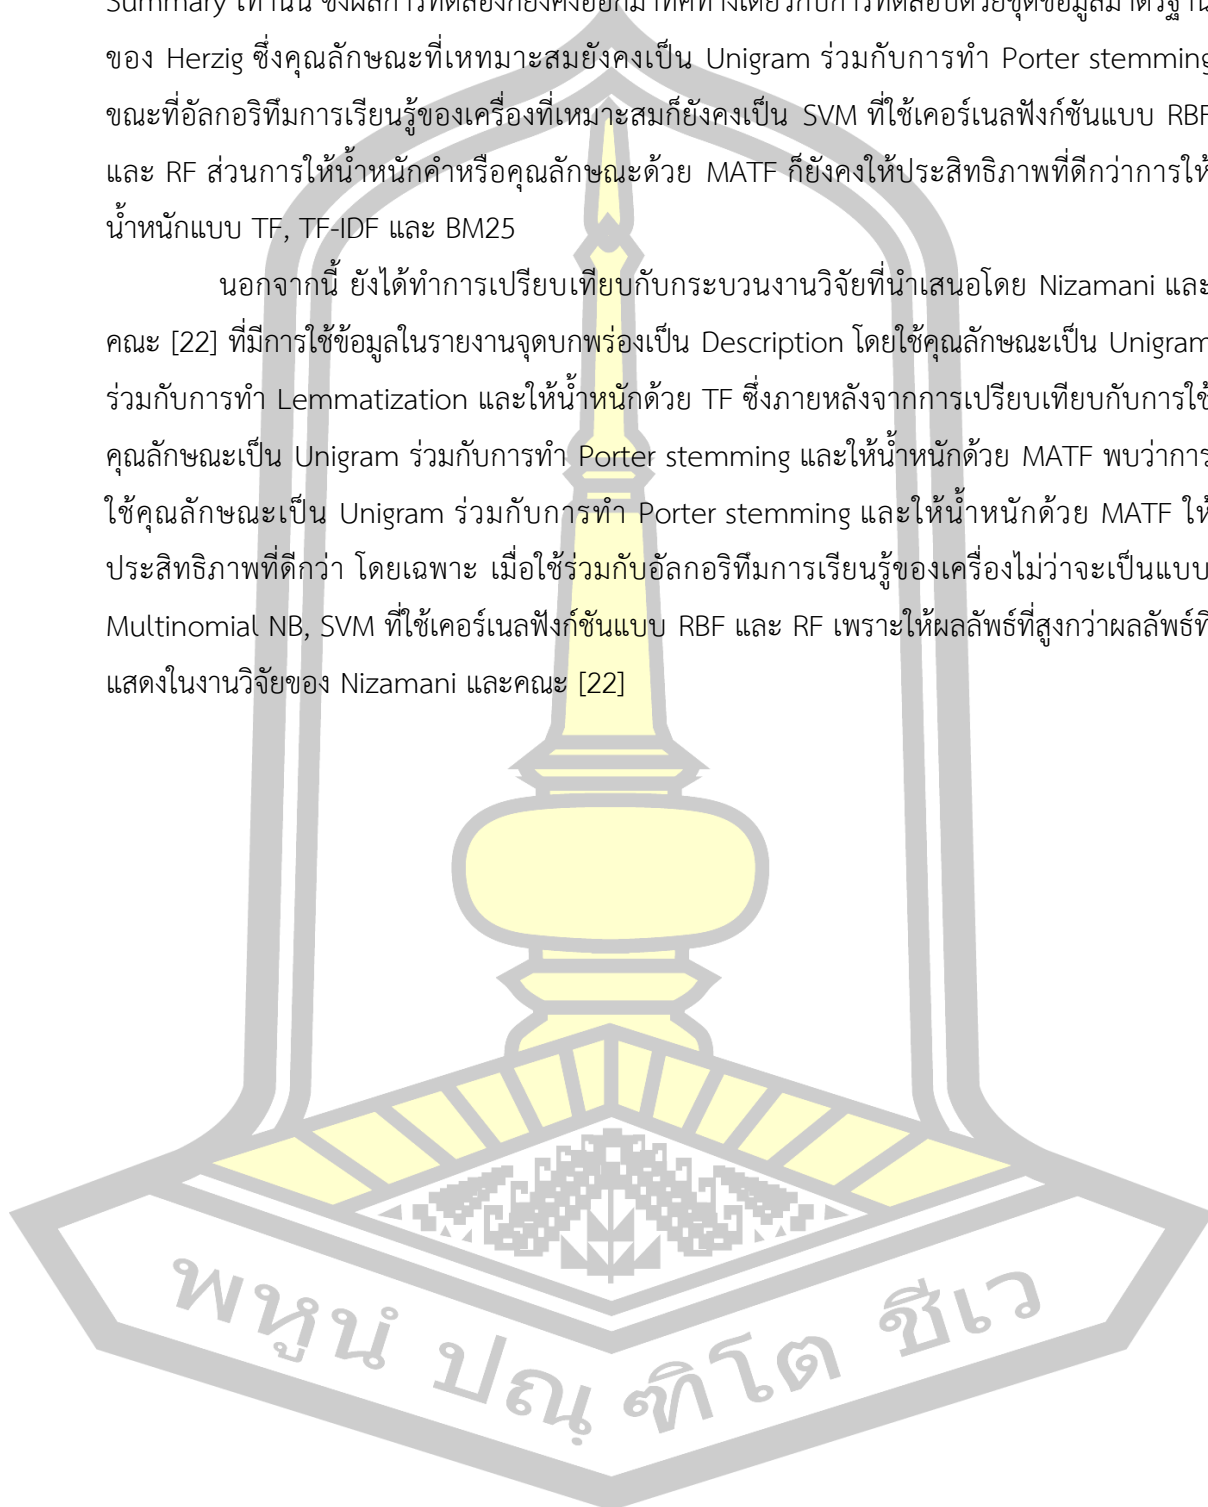 Summary เท่านั้น ซึ่งผลการทดลองก็ยังคงออกมาทิศทางเดียวกับการทดสอบด้วยชุดข้อมูลมาตรฐาน
ของ Herzig ซึ่งคุณลักษณะที่เหทมาะสมยังคงเป็น Unigram ร่วมกับการทำ Porter stemming
ขณะที่อัลกอริทึมการเรียนรู้ของเครื่องที่เหมาะสมก็ยังคงเป็น SVM ที่ใช้เคอร์เนลฟังก์ชันแบบ RBF
และ RF ส่วนการให้น้ำหนักคำหรือคุณลักษณะด้วย MATF ก็ยังคงให้ประสิทธิภาพที่ดีกว่าการให้
น้ำหนักแบบ TF, TF-IDF และ BM25
นอกจากนี้ ยังได้ทำการเปรียบเทียบกับกระบวนงานวิจัยที่นำเสนอโดย Nizamani และ
คณะ [22] ที่มีการใช้ข้อมูลในรายงานจุดบกพร่องเป็น Description โดยใช้คุณลักษณะเป็น Unigram
ร่วมกับการทำ Lemmatization และให้น้ำหนักด้วย TF ซึ่งภายหลังจากการเปรียบเทียบกับการใช้
คุณลักษณะเป็น Unigram ร่วมกับการทำ Porter stemming และให้น้ำหนักด้วย MATF พบว่าการ
ใช้คุณลักษณะเป็น Unigram ร่วมกับการทำ Porter stemming และให้น้ำหนักด้วย MATF ให้
ประสิทธิภาพที่ดีกว่า โดยเฉพาะ เมื่อใช้ร่วมกับอัลกอริทึมการเรียนรู้ของเครื่องไม่ว่าจะเป็นแบบ
Multinomial NB, SVM ที่ใช้เคอร์เนลฟังก์ชันแบบ RBF และ RF เพราะให้ผลลัพธ์ที่สูงกว่าผลลัพธ์ที่
แสดงในงานวิจัยของ Nizamani และคณะ [22]
พหูนํ ปณฺฑิโต ชีเว